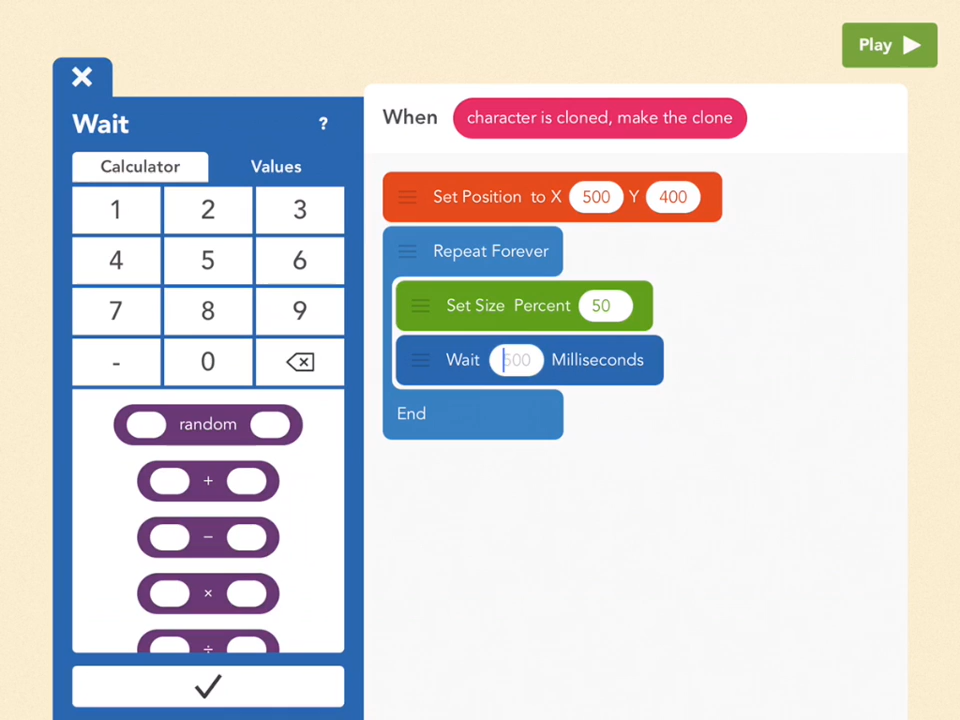 Play
Wait ?
Calculator Values
1 2 3
4 5 6
7 8 9
- 0
random
+
−
×
÷
When character is cloned, make the clone
Set Position to X 500 Y 400
Repeat Forever
Set Size Percent 50
Wait 500 Milliseconds
End